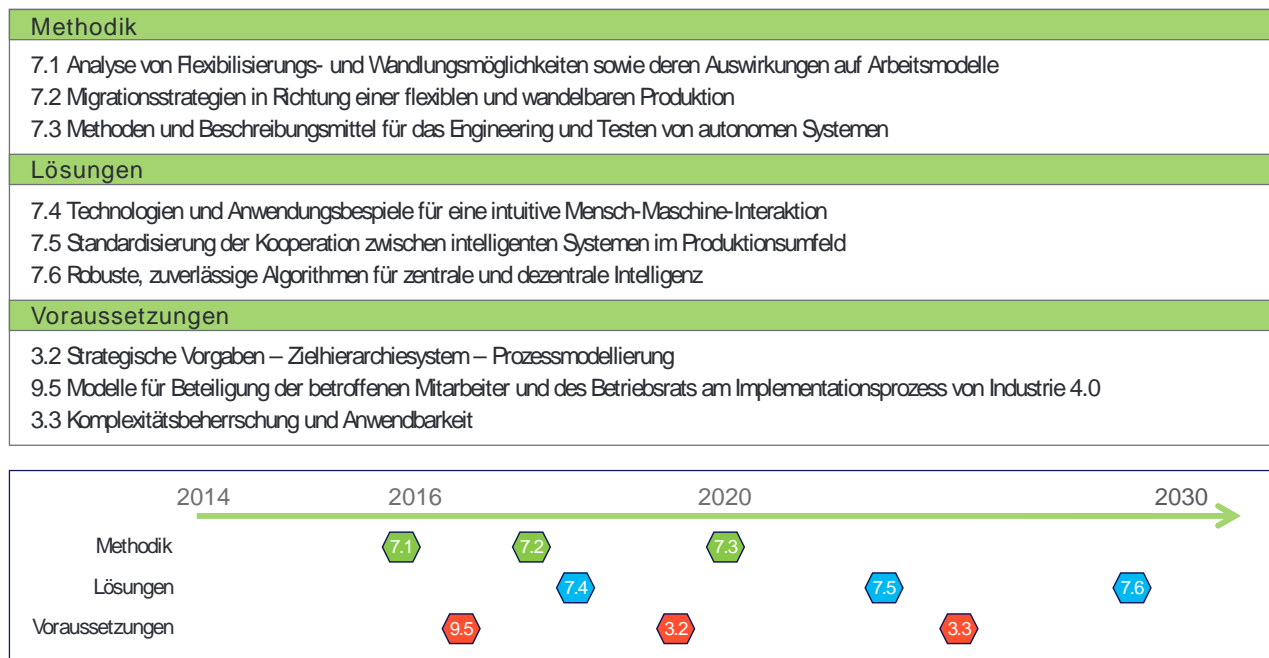 Methodik
7.1 Analyse von Flexibilisierungs- und Wandlungsmöglichkeiten sowie deren Auswirkungen auf Arbeitsmodelle
7.2 Migrationsstrategien in Richtung einer flexiblen und wandelbaren Produktion
7.3 Methoden und Beschreibungsmittel für das Engineering und Testen von autonomen Systemen
Lösungen
7.4 Technologien und Anwendungsbespiele für eine intuitive Mensch-Maschine-Interaktion
7.5 Standardisierung der Kooperation zwischen intelligenten Systemen im Produktionsumfeld
7.6 Robuste, zuverlässige Algorithmen für zentrale und dezentrale Intelligenz
Voraussetzungen
3.2 Strategische Vorgaben – Zielhierarchiesystem – Prozessmodellierung
9.5 Modelle für Beteiligung der betroffenen Mitarbeiter und des Betriebsrats am Implementationsprozess von Industrie 4.0
3.3 Komplexitätsbeherrschung und Anwendbarkeit
2014 2016 2020 2030
Methodik 7.1 7.2 7.3
Lösungen 7.4 7.5 7.6
Voraussetzungen 9.5 3.2 3.3